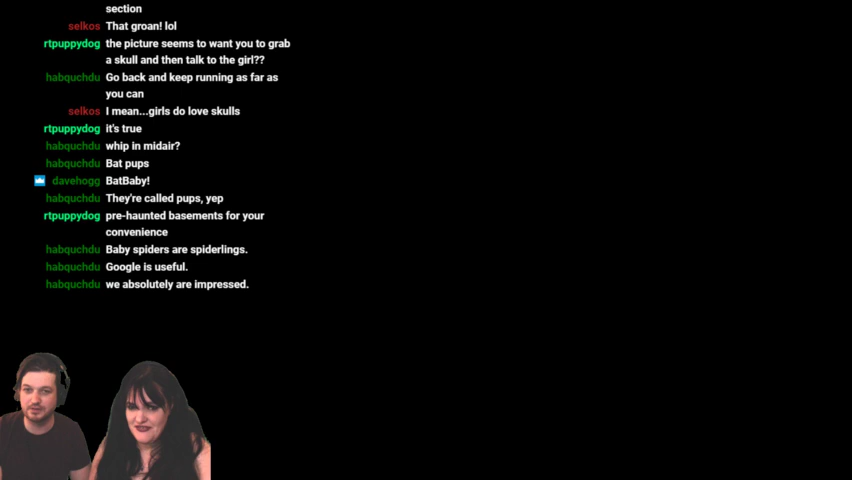 section
selkos That groan! lol
rtpuppydog the picture seems to want you to grab
a skull and then talk to the girl??
habquchdu Go back and keep running as far as
you can
selkos I mean...girls do love skulls
rtpuppydog it's true
habquchdu whip in midair?
habquchdu Bat pups
davehogg BatBaby!
habquchdu They're called pups, yep
rtpuppydog pre-haunted basements for your
convenience
habquchdu Baby spiders are spiderlings.
habquchdu Google is useful.
habquchdu we absolutely are impressed.